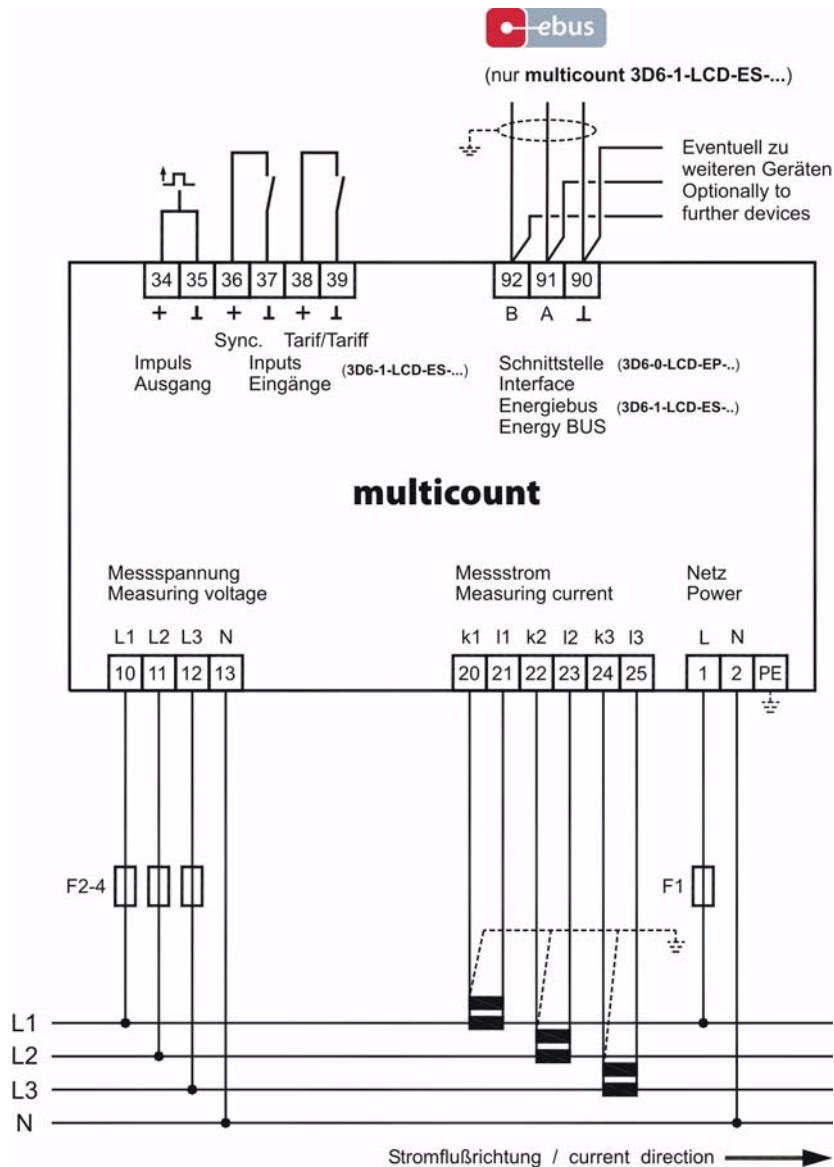 ebus
(nur multicount 3D6-1-LCD-ES-...)
Eventuell zu
weiteren Geräten
Optionally to
further devices
34 35 36 37 38 39
92 91 90
+ ⊥ + ⊥ + ⊥
B A ⊥
Sync. Tarif/Tariff
Impuls
Ausgang
Inputs
Eingänge (3D6-1-LCD-ES-...)
Schnittstelle (3D6-0-LCD-EP-..)
Interface
Energiebus (3D6-1-LCD-ES-..)
Energy BUS
multicount
Messspannung
Measuring voltage
Messstrom
Measuring current
Netz
Power
L1 L2 L3 N
k1 l1 k2 l2 k3 l3
L N
10 11 12 13
20 21 22 23 24 25
1 2 PE
F2-4
F1
L1
L2
L3
N
Stromflußrichtung / current direction